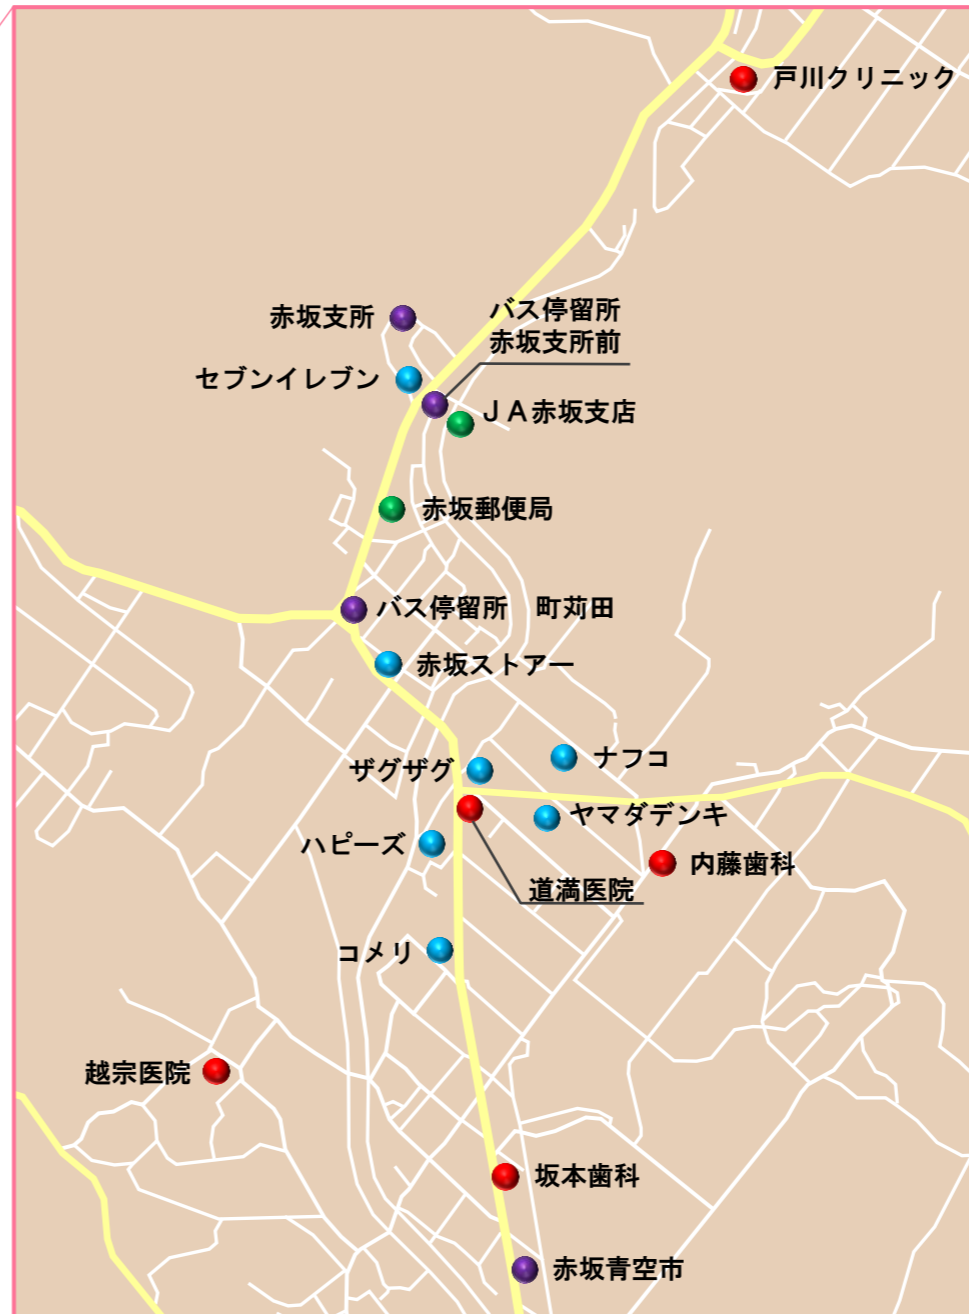 戸川クリニック
赤坂支所
バス停留所
赤坂支所前
セブンイレブン
ＪＡ赤坂支店
赤坂郵便局
バス停留所　町苅田
赤坂ストアー
ナフコ
ザグザグ
ヤマダデンキ
ハピーズ
内藤歯科
道満医院
コメリ
越宗医院
坂本歯科
赤坂青空市